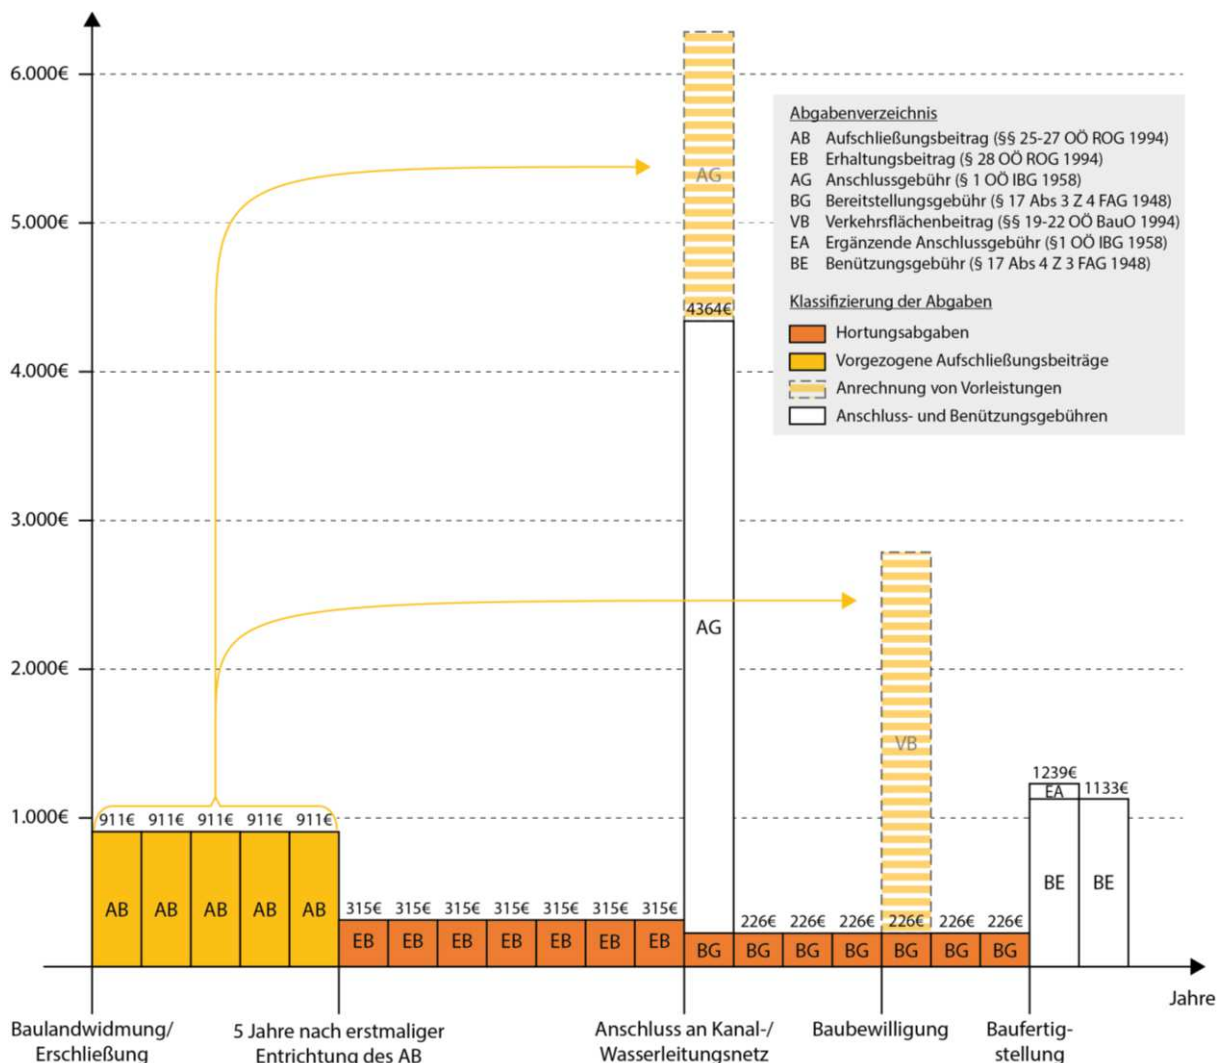 6.000€
5.000€
4.000€
3.000€
2.000€
1.000€
Abgabenverzeichnis
AB Aufschließungsbeitrag (§§ 25-27 OÖ ROG 1994)
EB Erhaltungsbeitrag (§ 28 OÖ ROG 1994)
AG Anschlussgebühr (§ 1 OÖ IBG 1958)
BG Bereitstellungsgebühr (§ 17 Abs 3 Z 4 FAG 1948)
VB Verkehrsflächenbeitrag (§§ 19-22 OÖ BauO 1994)
EA Ergänzende Anschlussgebühr (§1 OÖ IBG 1958)
BE Benützungsgebühr (§ 17 Abs 4 Z 3 FAG 1948)
Klassifizierung der Abgaben
Hortungsabgaben
Vorgezogene Aufschließungsbeiträge
Anrechnung von Vorleistungen
Anschluss- und Benützungsgebühren
AG
4364€
AG
VB
911€ 911€ 911€ 911€ 911€
AB AB AB AB AB
315€ 315€ 315€ 315€ 315€ 315€ 315€
EB EB EB EB EB EB EB
226€ 226€ 226€ 226€ 226€ 226€
BG BG BG BG BG BG BG
1239€ 1133€
EA
BE BE
Jahre
Baulandwidmung/
Erschließung
5 Jahre nach erstmaliger
Entrichtung des AB
Anschluss an Kanal-/
Wasserleitungsnetz
Baubewilligung
Baufertig-
stellung